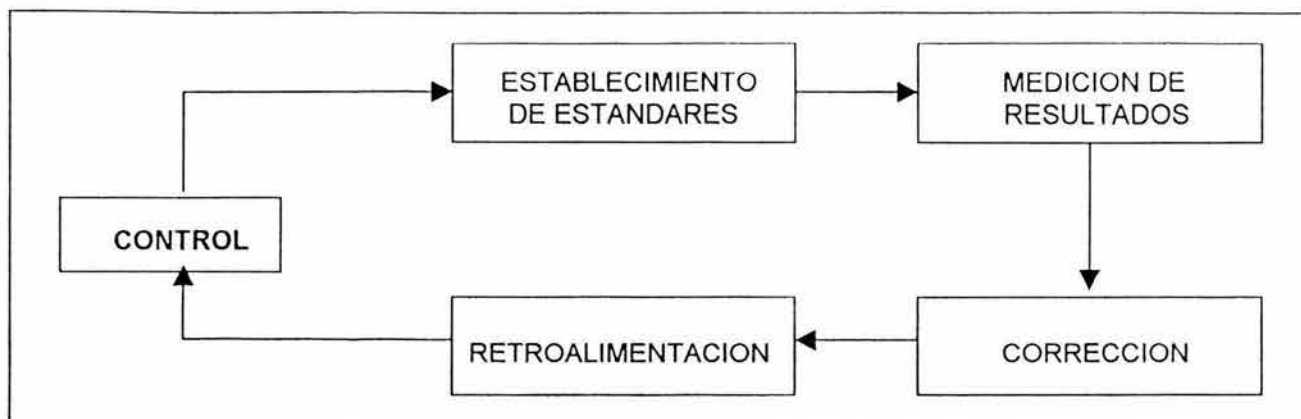 ESTABLECIMIENTO
DE ESTANDARES
MEDICION DE
RESULTADOS
CONTROL
RETROALIMENTACION
CORRECCION